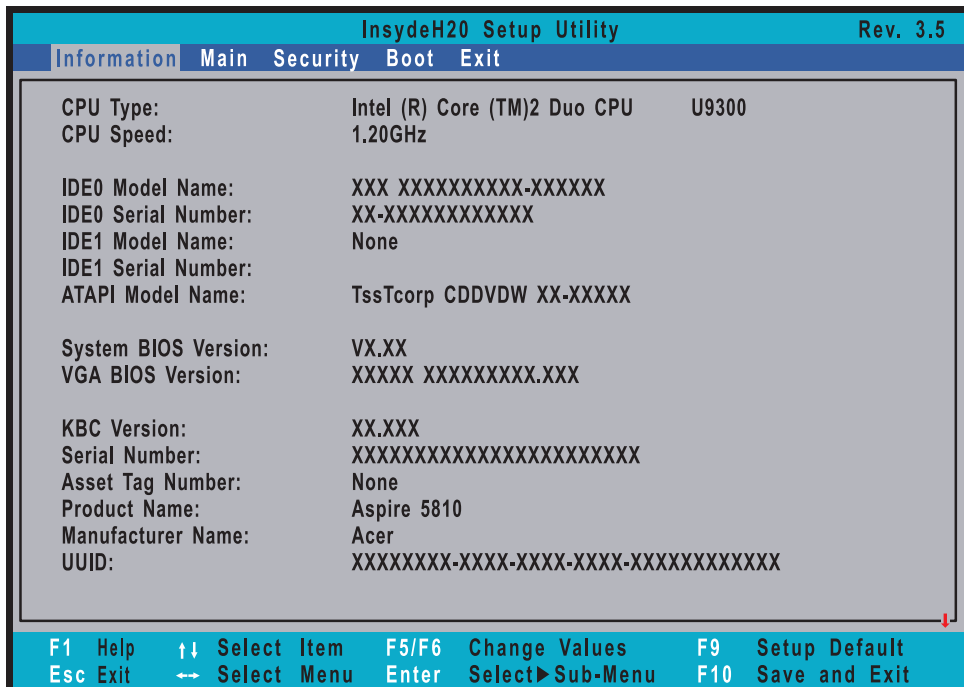 InsydeH20 Setup Utility Rev. 3.5
Information Main Security Boot Exit
CPU Type: Intel (R) Core (TM)2 Duo CPU U9300
CPU Speed: 1.20GHz
IDE0 Model Name: XXX XXXXXXXXXX-XXXXXX
IDE0 Serial Number: XX-XXXXXXXXXXXX
IDE1 Model Name: None
IDE1 Serial Number:
ATAPI Model Name: TssTcorp CDDVDW XX-XXXXX
System BIOS Version: VX.XX
VGA BIOS Version: XXXXX XXXXXXXXX.XXX
KBC Version: XX.XXX
Serial Number: XXXXXXXXXXXXXXXXXXXXXXX
Asset Tag Number: None
Product Name: Aspire 5810
Manufacturer Name: Acer
UUID: XXXXXXXX-XXXX-XXXX-XXXX-XXXXXXXXXXXX
F1 Help ↑↓ Select Item F5/F6 Change Values F9 Setup Default
Esc Exit ←→ Select Menu Enter Select▶Sub-Menu F10 Save and Exit